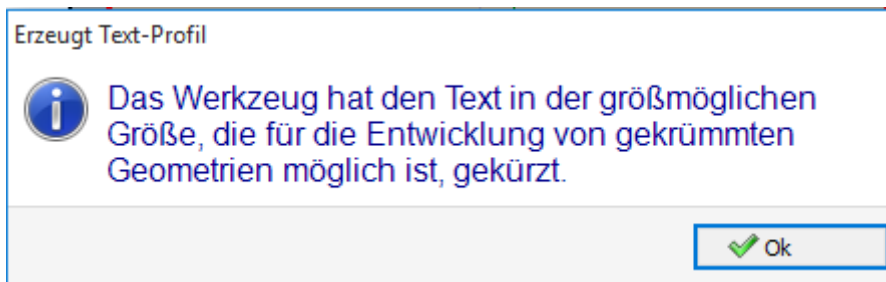 Erzeugt Text-Profil
Das Werkzeug hat den Text in der größmöglichen
Größe, die für die Entwicklung von gekrümmten
Geometrien möglich ist, gekürzt.
Ok